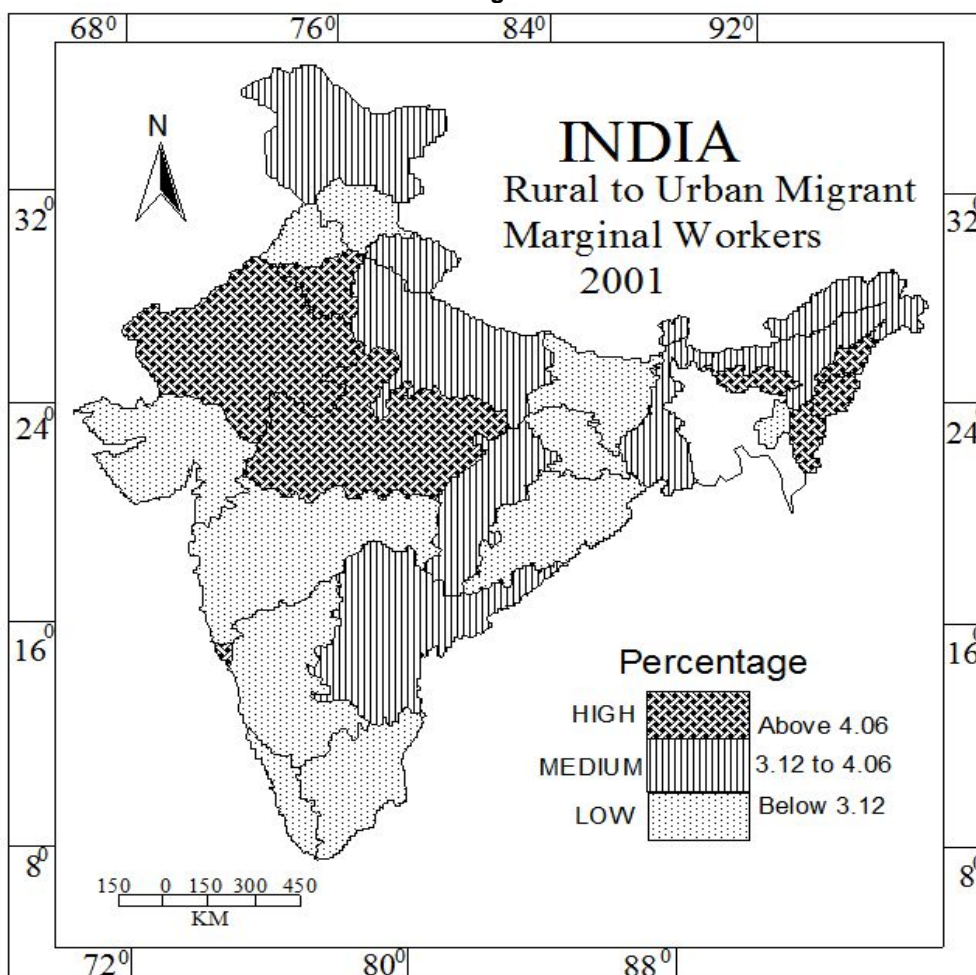 68⁰ 76⁰ 84⁰ 92⁰
N
INDIA
Rural to Urban Migrant
Marginal Workers
2001
32⁰ 32⁰
24⁰ 24⁰
16⁰ 16⁰
Percentage
HIGH Above 4.06
MEDIUM 3.12 to 4.06
LOW Below 3.12
8⁰ 8⁰
150 0 150 300 450
KM
72⁰ 80⁰ 88⁰